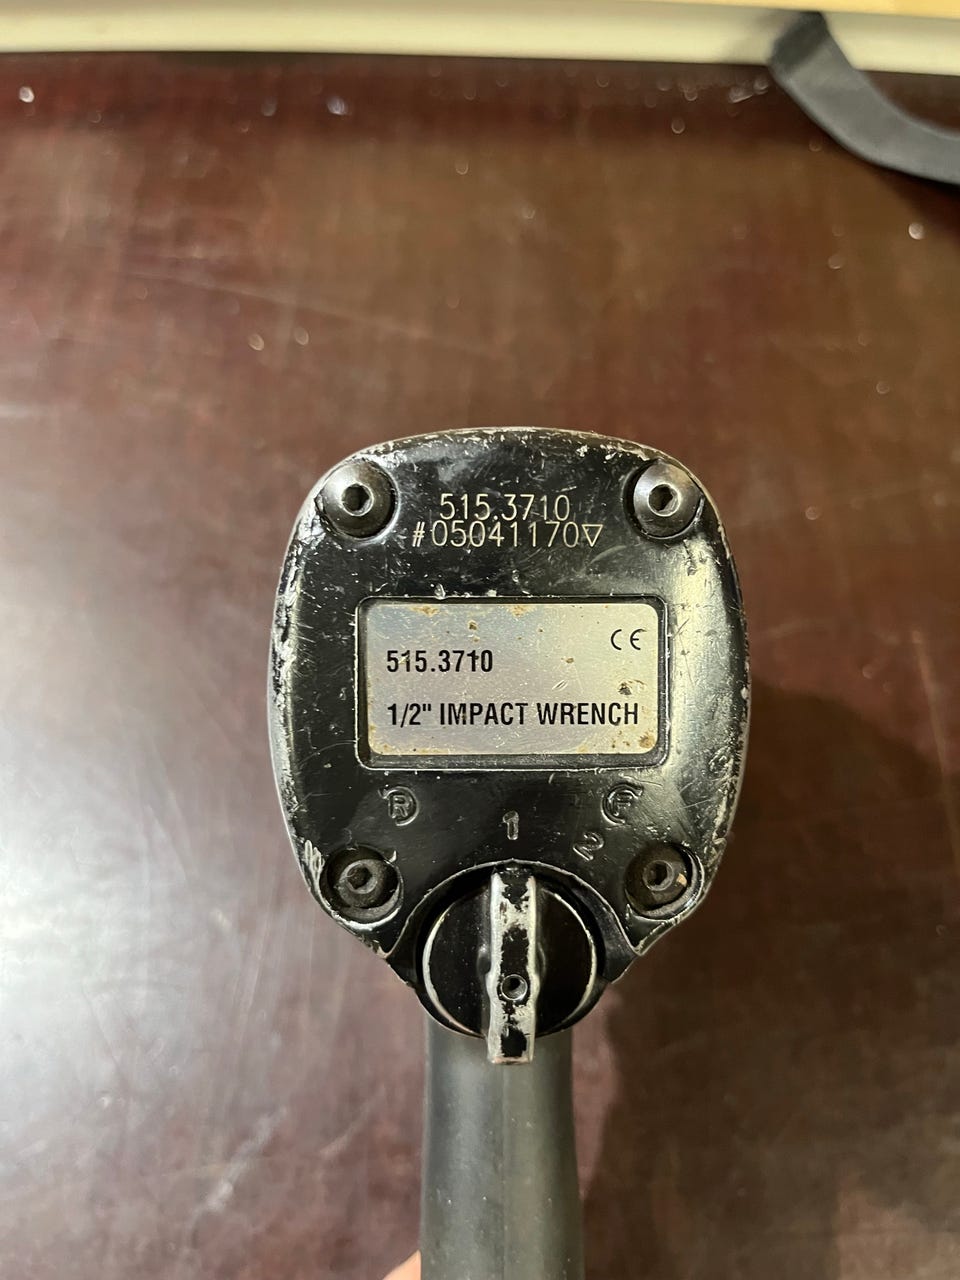 515.3710
#05041170▽
CE
515.3710
1/2" IMPACT WRENCH
R F
1
2